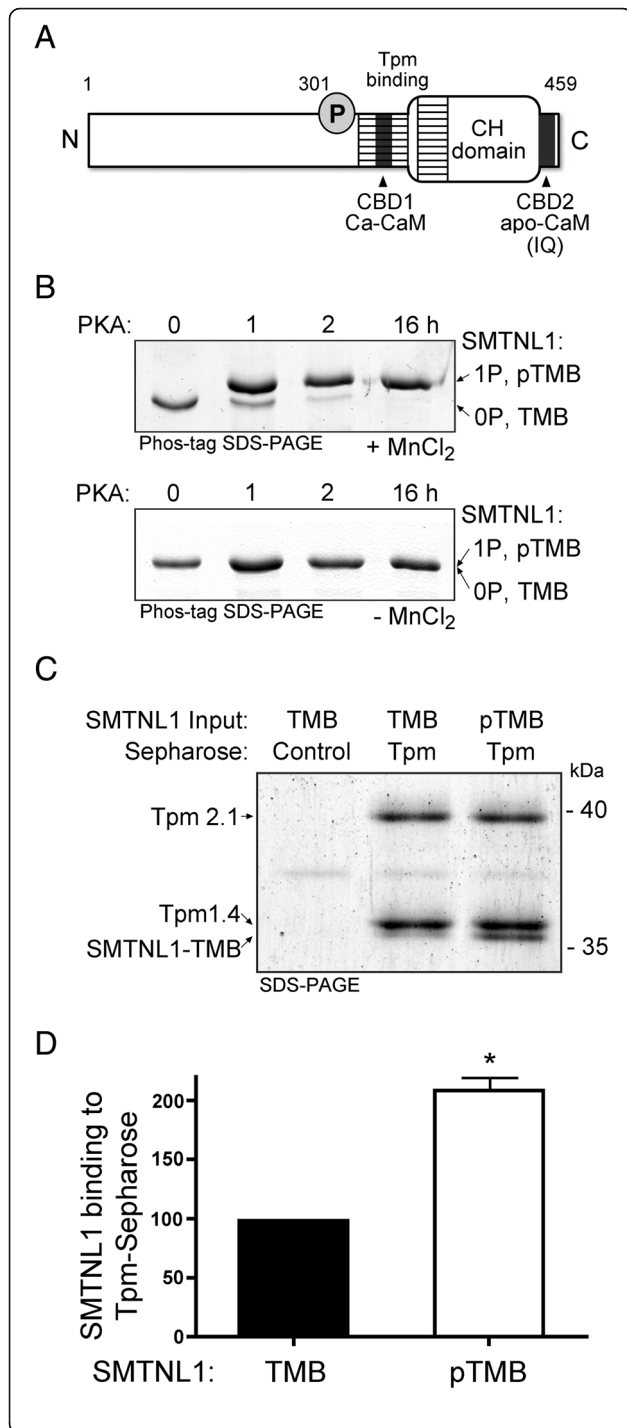 A
Tpm
binding
1
301
459
N
P
CH
domain
C
CBD1
Ca-CaM
CBD2
apo-CaM
(IQ)
B
PKA: 0 1 2 16 h
SMTNL1:
1P, pTMB
0P, TMB
Phos-tag SDS-PAGE + MnCl2
PKA: 0 1 2 16 h
SMTNL1:
1P, pTMB
0P, TMB
Phos-tag SDS-PAGE - MnCl2
C
SMTNL1 Input: TMB TMB pTMB
Sepharose: Control Tpm Tpm
kDa
Tpm 2.1
- 40
Tpm1.4
SMTNL1-TMB
- 35
SDS-PAGE
D
SMTNL1 binding to
Tpm-Sepharose
200
150
100
50
0
*
SMTNL1: TMB pTMB